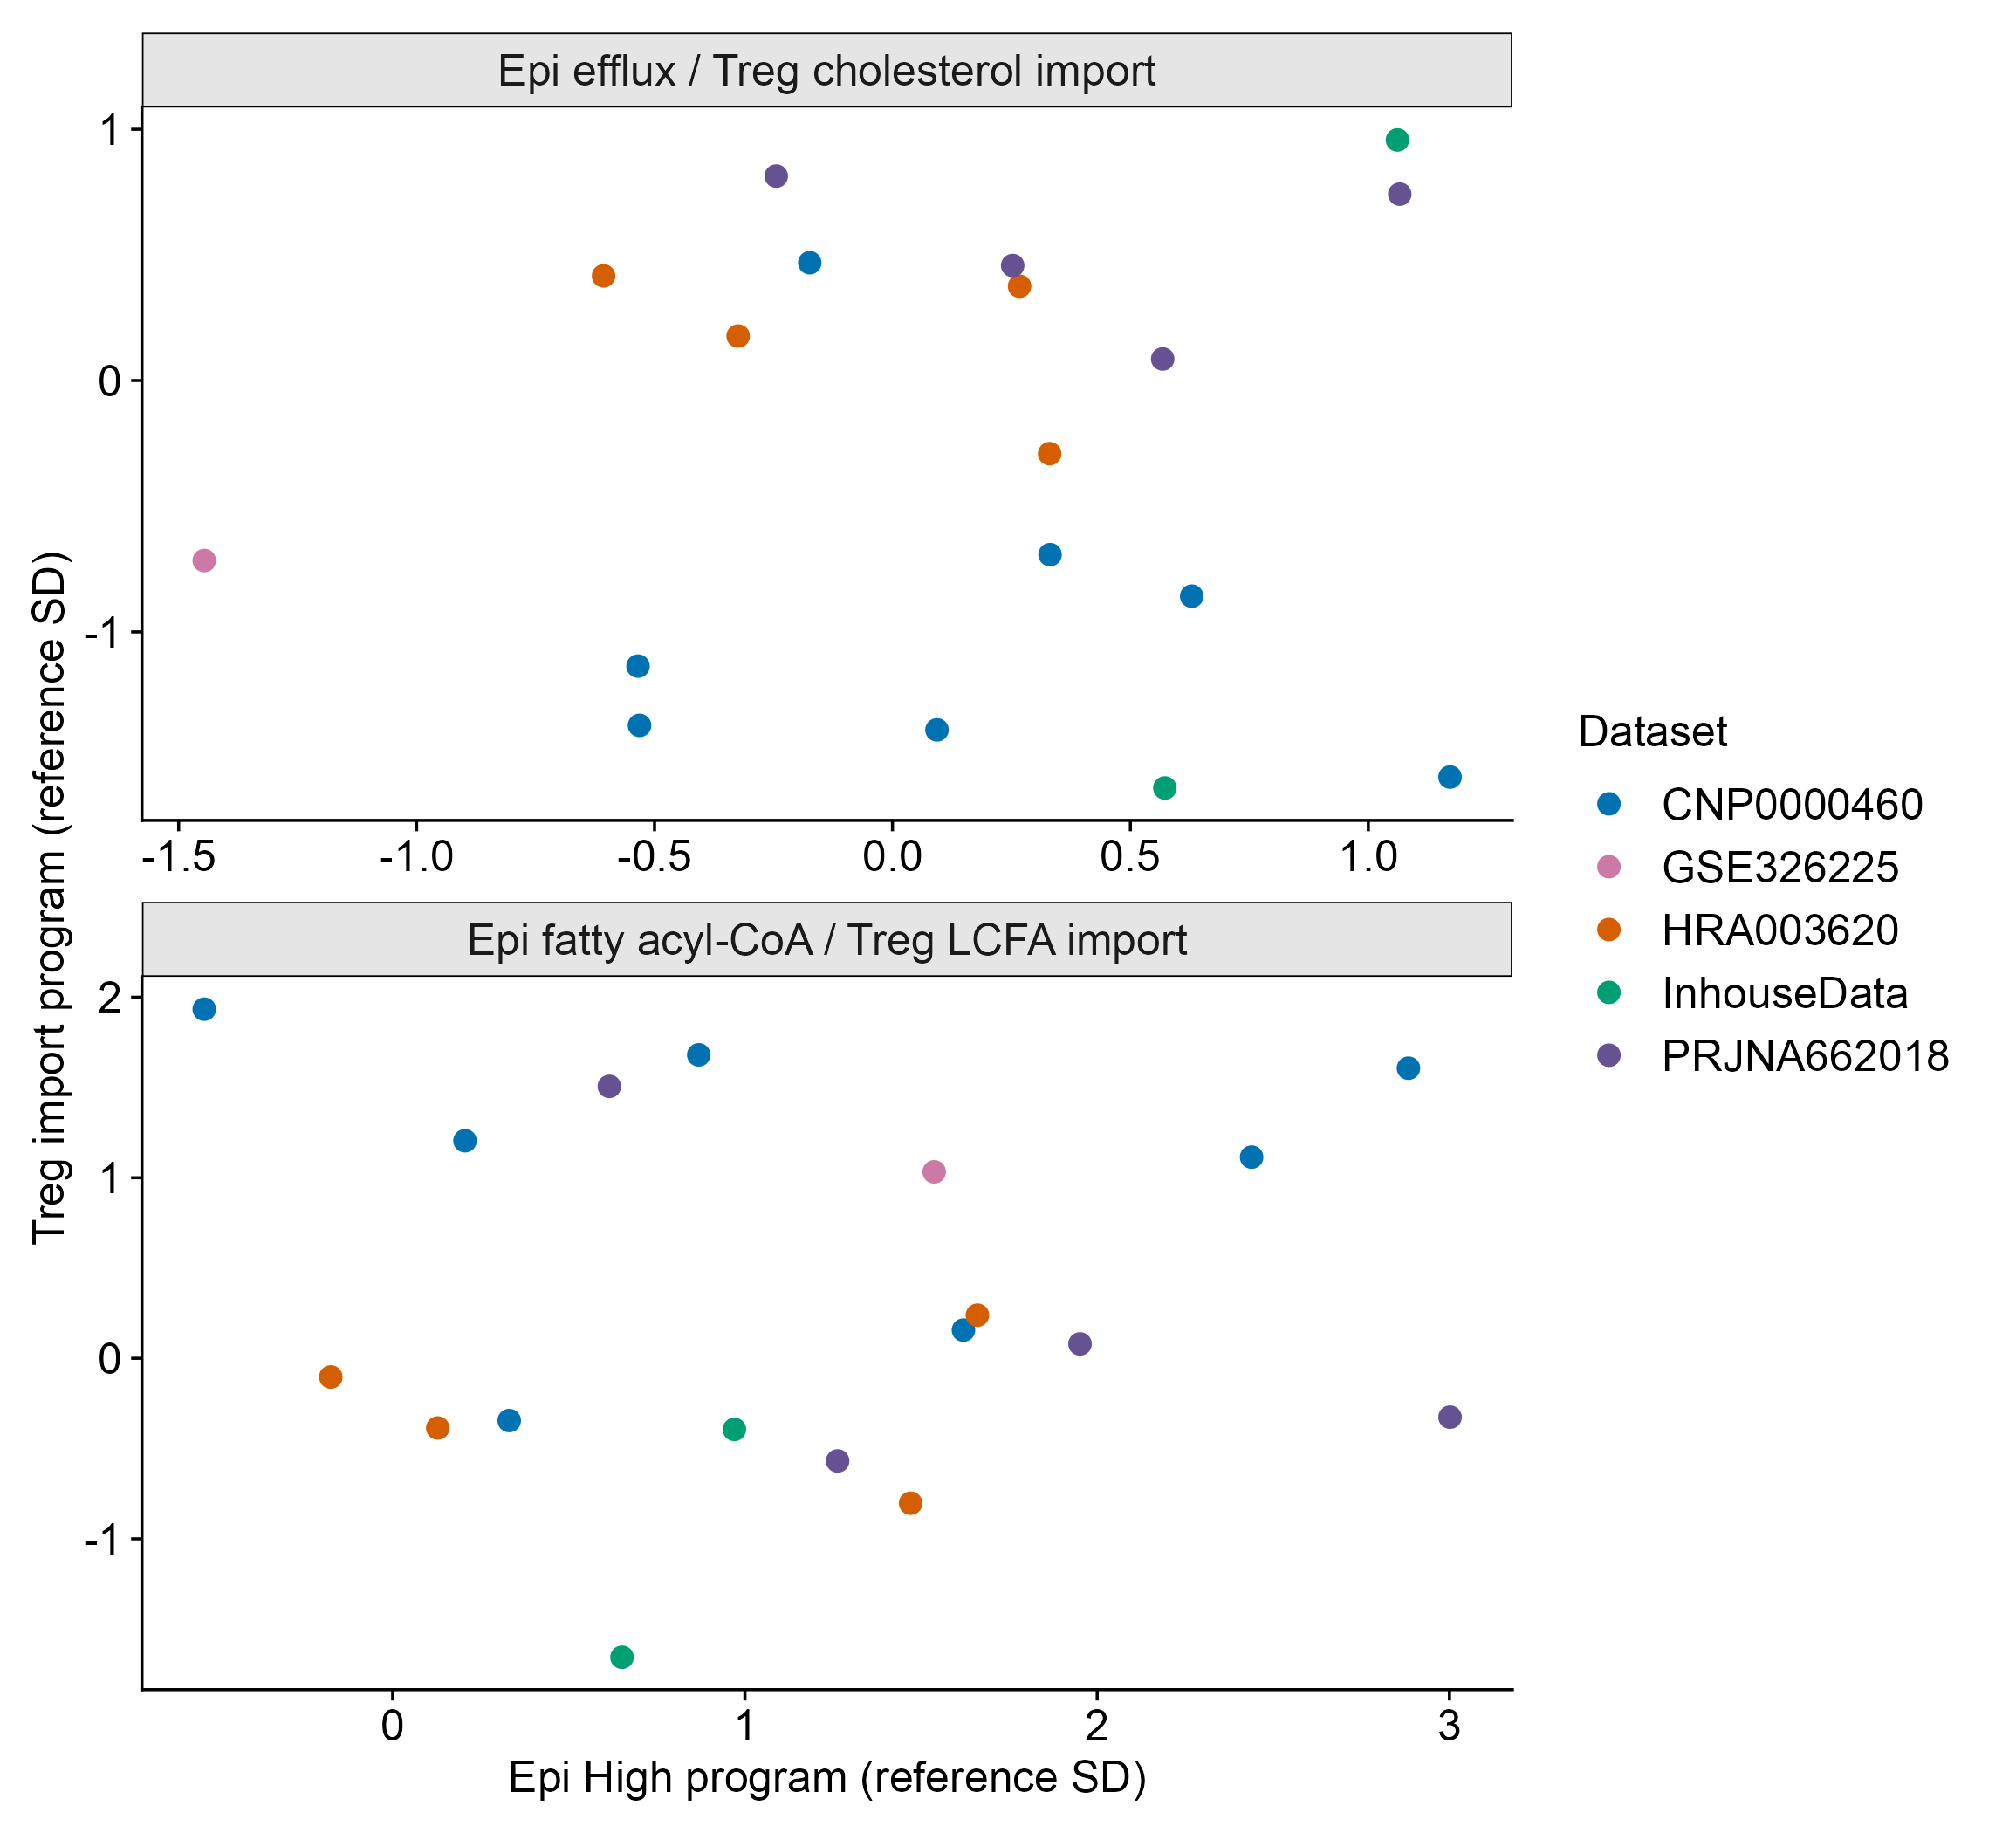 Epi efflux / Treg cholesterol import
1
0
-1
-1.5 -1.0 -0.5 0.0 0.5 1.0
Treg import program (reference SD)
Epi fatty acyl-CoA / Treg LCFA import
2
1
0
-1
0 1 2 3
Epi High program (reference SD)
Dataset
CNP0000460
GSE326225
HRA003620
InhouseData
PRJNA662018